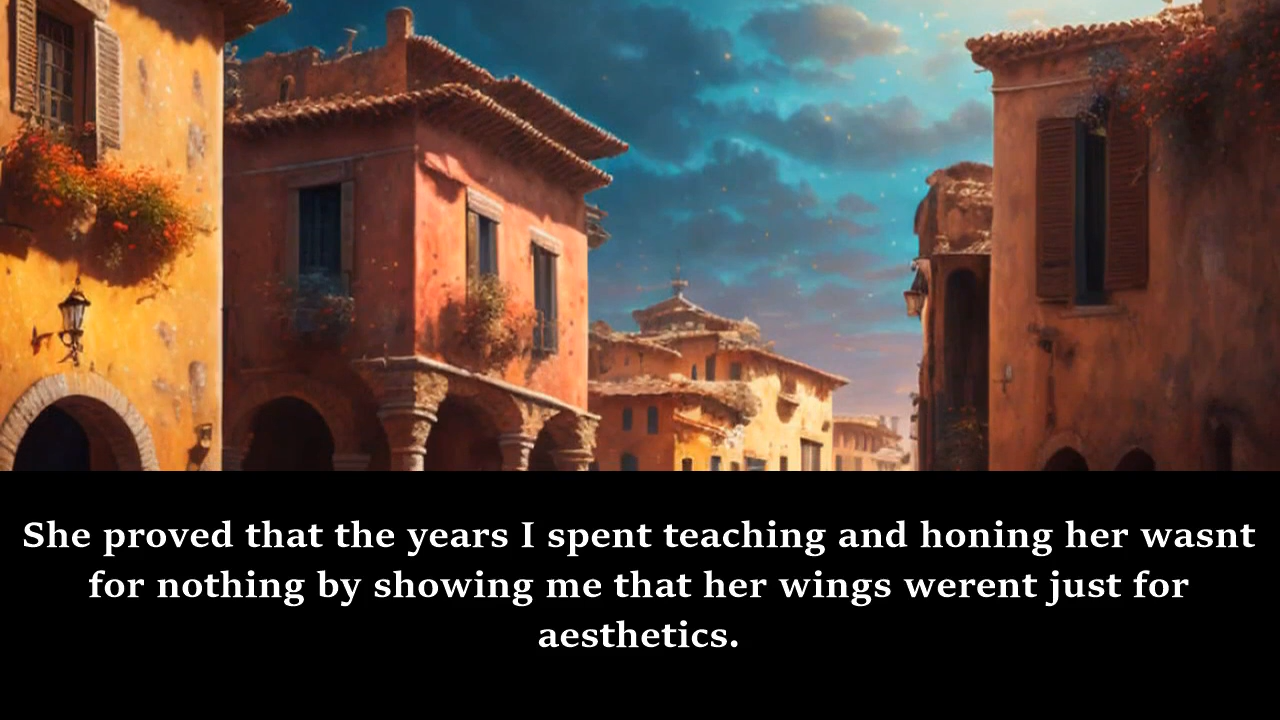 She proved that the years I spent teaching and honing her wasnt
for nothing by showing me that her wings werent just for
aesthetics.